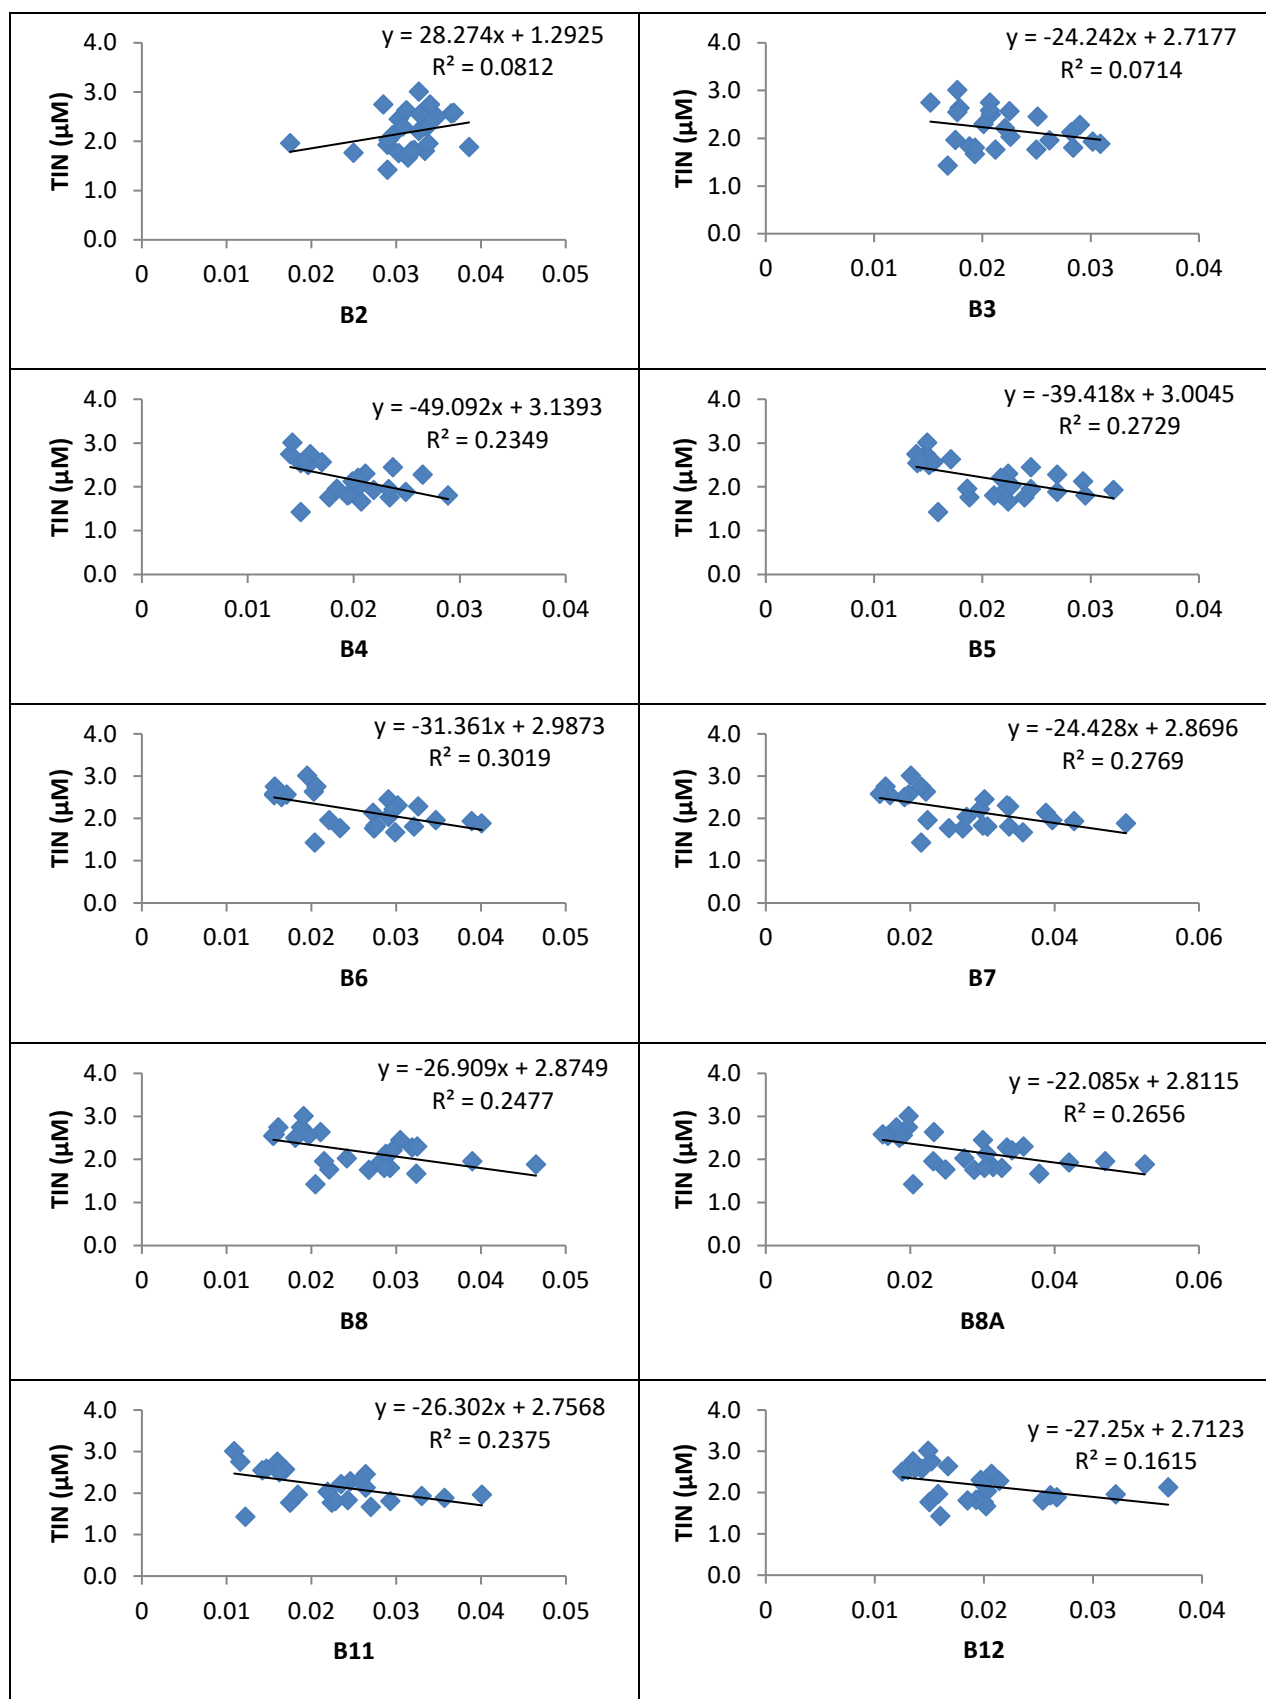 y = 28.274x + 1.2925
R² = 0.0812
4.0
3.0
2.0
1.0
0.0
TIN (µM)
0 0.01 0.02 0.03 0.04 0.05
B2
y = -24.242x + 2.7177
R² = 0.0714
4.0
3.0
2.0
1.0
0.0
TIN (µM)
0 0.01 0.02 0.03 0.04
B3
y = -49.092x + 3.1393
R² = 0.2349
4.0
3.0
2.0
1.0
0.0
TIN (µM)
0 0.01 0.02 0.03 0.04
B4
y = -39.418x + 3.0045
R² = 0.2729
4.0
3.0
2.0
1.0
0.0
TIN (µM)
0 0.01 0.02 0.03 0.04
B5
y = -31.361x + 2.9873
R² = 0.3019
4.0
3.0
2.0
1.0
0.0
TIN (µM)
0 0.01 0.02 0.03 0.04 0.05
B6
y = -24.428x + 2.8696
R² = 0.2769
4.0
3.0
2.0
1.0
0.0
TIN (µM)
0 0.02 0.04 0.06
B7
y = -26.909x + 2.8749
R² = 0.2477
4.0
3.0
2.0
1.0
0.0
TIN (µM)
0 0.01 0.02 0.03 0.04 0.05
B8
y = -22.085x + 2.8115
R² = 0.2656
4.0
3.0
2.0
1.0
0.0
TIN (µM)
0 0.02 0.04 0.06
B8A
y = -26.302x + 2.7568
R² = 0.2375
4.0
3.0
2.0
1.0
0.0
TIN (µM)
0 0.01 0.02 0.03 0.04 0.05
B11
y = -27.25x + 2.7123
R² = 0.1615
4.0
3.0
2.0
1.0
0.0
TIN (µM)
0 0.01 0.02 0.03 0.04
B12